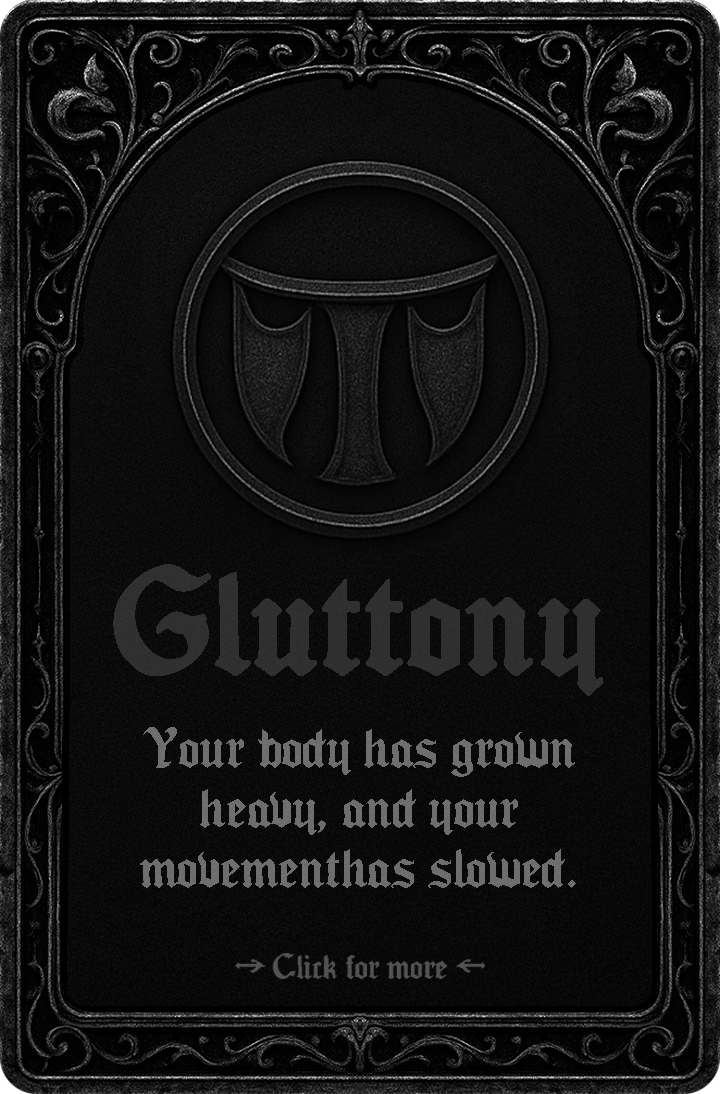 Gluttony
Your body has grown
heavy, and your
movementhas slowed.
→ Click for more ←